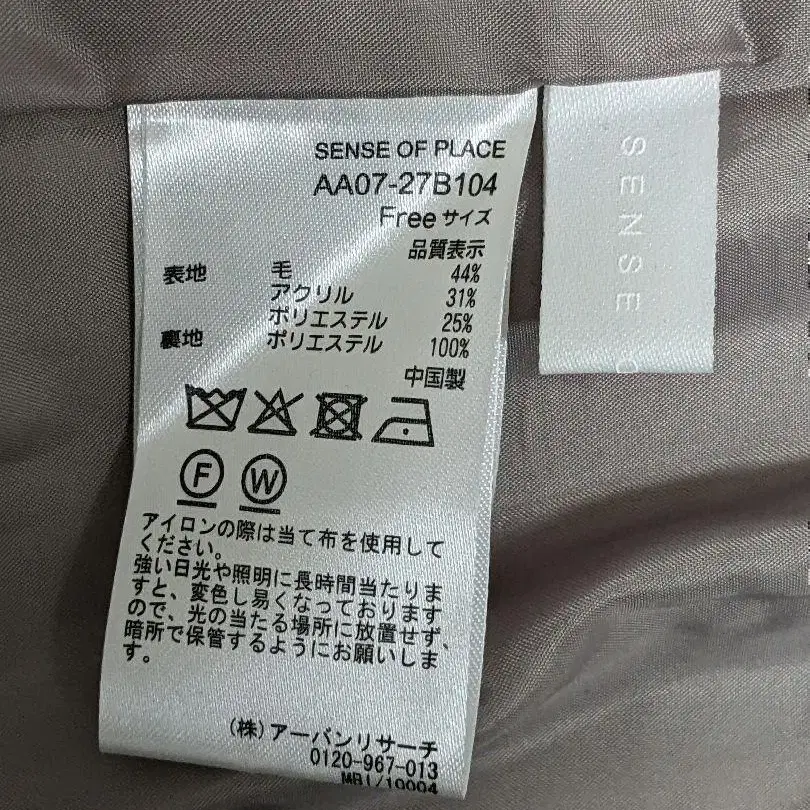 SENSE OF PLACE
AA07-27B104
Freeサイズ
品質表示
表地 毛 44%
アクリル 31%
ポリエステル 25%
裏地 ポリエステル 100%
中国製
F W
アイロンの際は当て布を使用して
ください。
強い日光や照明に長時間当たりま
すと、変色し易くなっております
ので、光の当たる場所に放置せず、
暗所で保管するようにお願いしま
す。
(株)アーバンリサーチ
0120-967-013
MB1/10004
SENSE